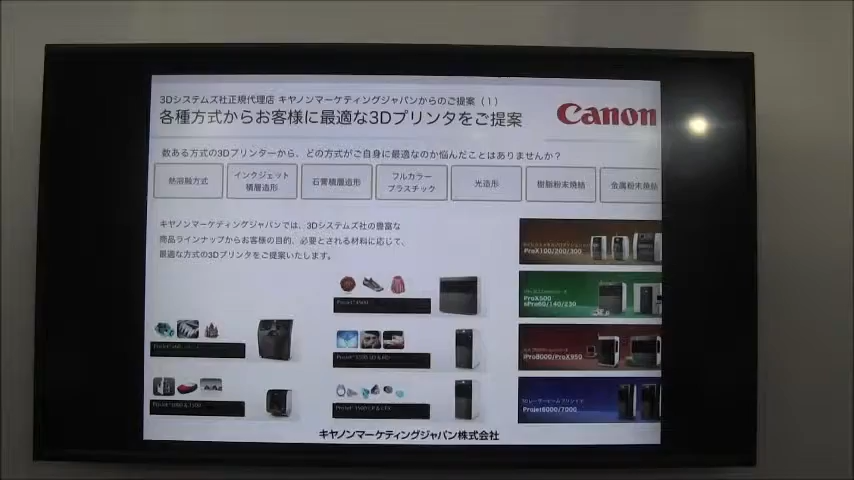 3Dシステムズ社正規代理店 キヤノンマーケティングジャパンからのご提案(1)
各種方式からお客様に最適な3Dプリンタをご提案
Canon
数ある方式の3Dプリンターから、どの方式がご自身に最適なのか悩んだことはありませんか?
熱溶融方式
インクジェット
積層造形
石膏積層造形
フルカラー
プラスチック
光造形
樹脂粉末焼結
金属粉末焼結
キヤノンマーケティングジャパンでは、3Dシステムズ社の豊富な
商品ラインナップからお客様の目的、必要とされる材料に応じて、
最適な方式の3Dプリンタをご提案いたします。
ProX100/200/300
ProX500
sPro60/140/230
iPro8000/ProX950
Projet6000/7000
キヤノンマーケティングジャパン株式会社